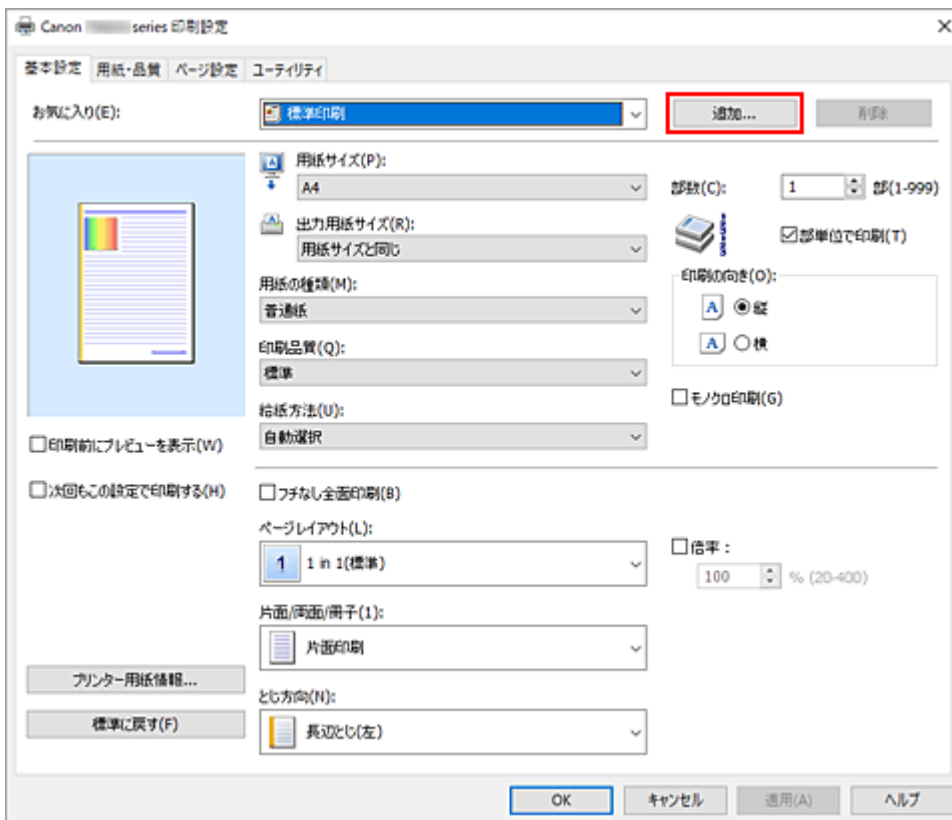 Canon series 印刷設定
基本設定 用紙・品質 ページ設定 ユーティリティ
お気に入り(E):
標準印刷
追加...
削除
用紙サイズ(P):
A4
出力用紙サイズ(R):
用紙サイズと同じ
用紙の種類(M):
普通紙
印刷品質(Q):
標準
給紙方法(U):
自動選択
部数(C):
1 部(1-999)
部単位で印刷(T)
印刷の向き(O):
A 縦
A 横
モノクロ印刷(G)
印刷前にプレビューを表示(W)
次回もこの設定で印刷する(H)
フチなし全面印刷(B)
ページレイアウト(L):
1 1 in 1(標準)
倍率:
100 % (20-400)
片面/両面/冊子(1):
片面印刷
とじ方向(N):
長辺とじ(左)
プリンター用紙情報...
標準に戻す(F)
OK キャンセル 適用(A) ヘルプ